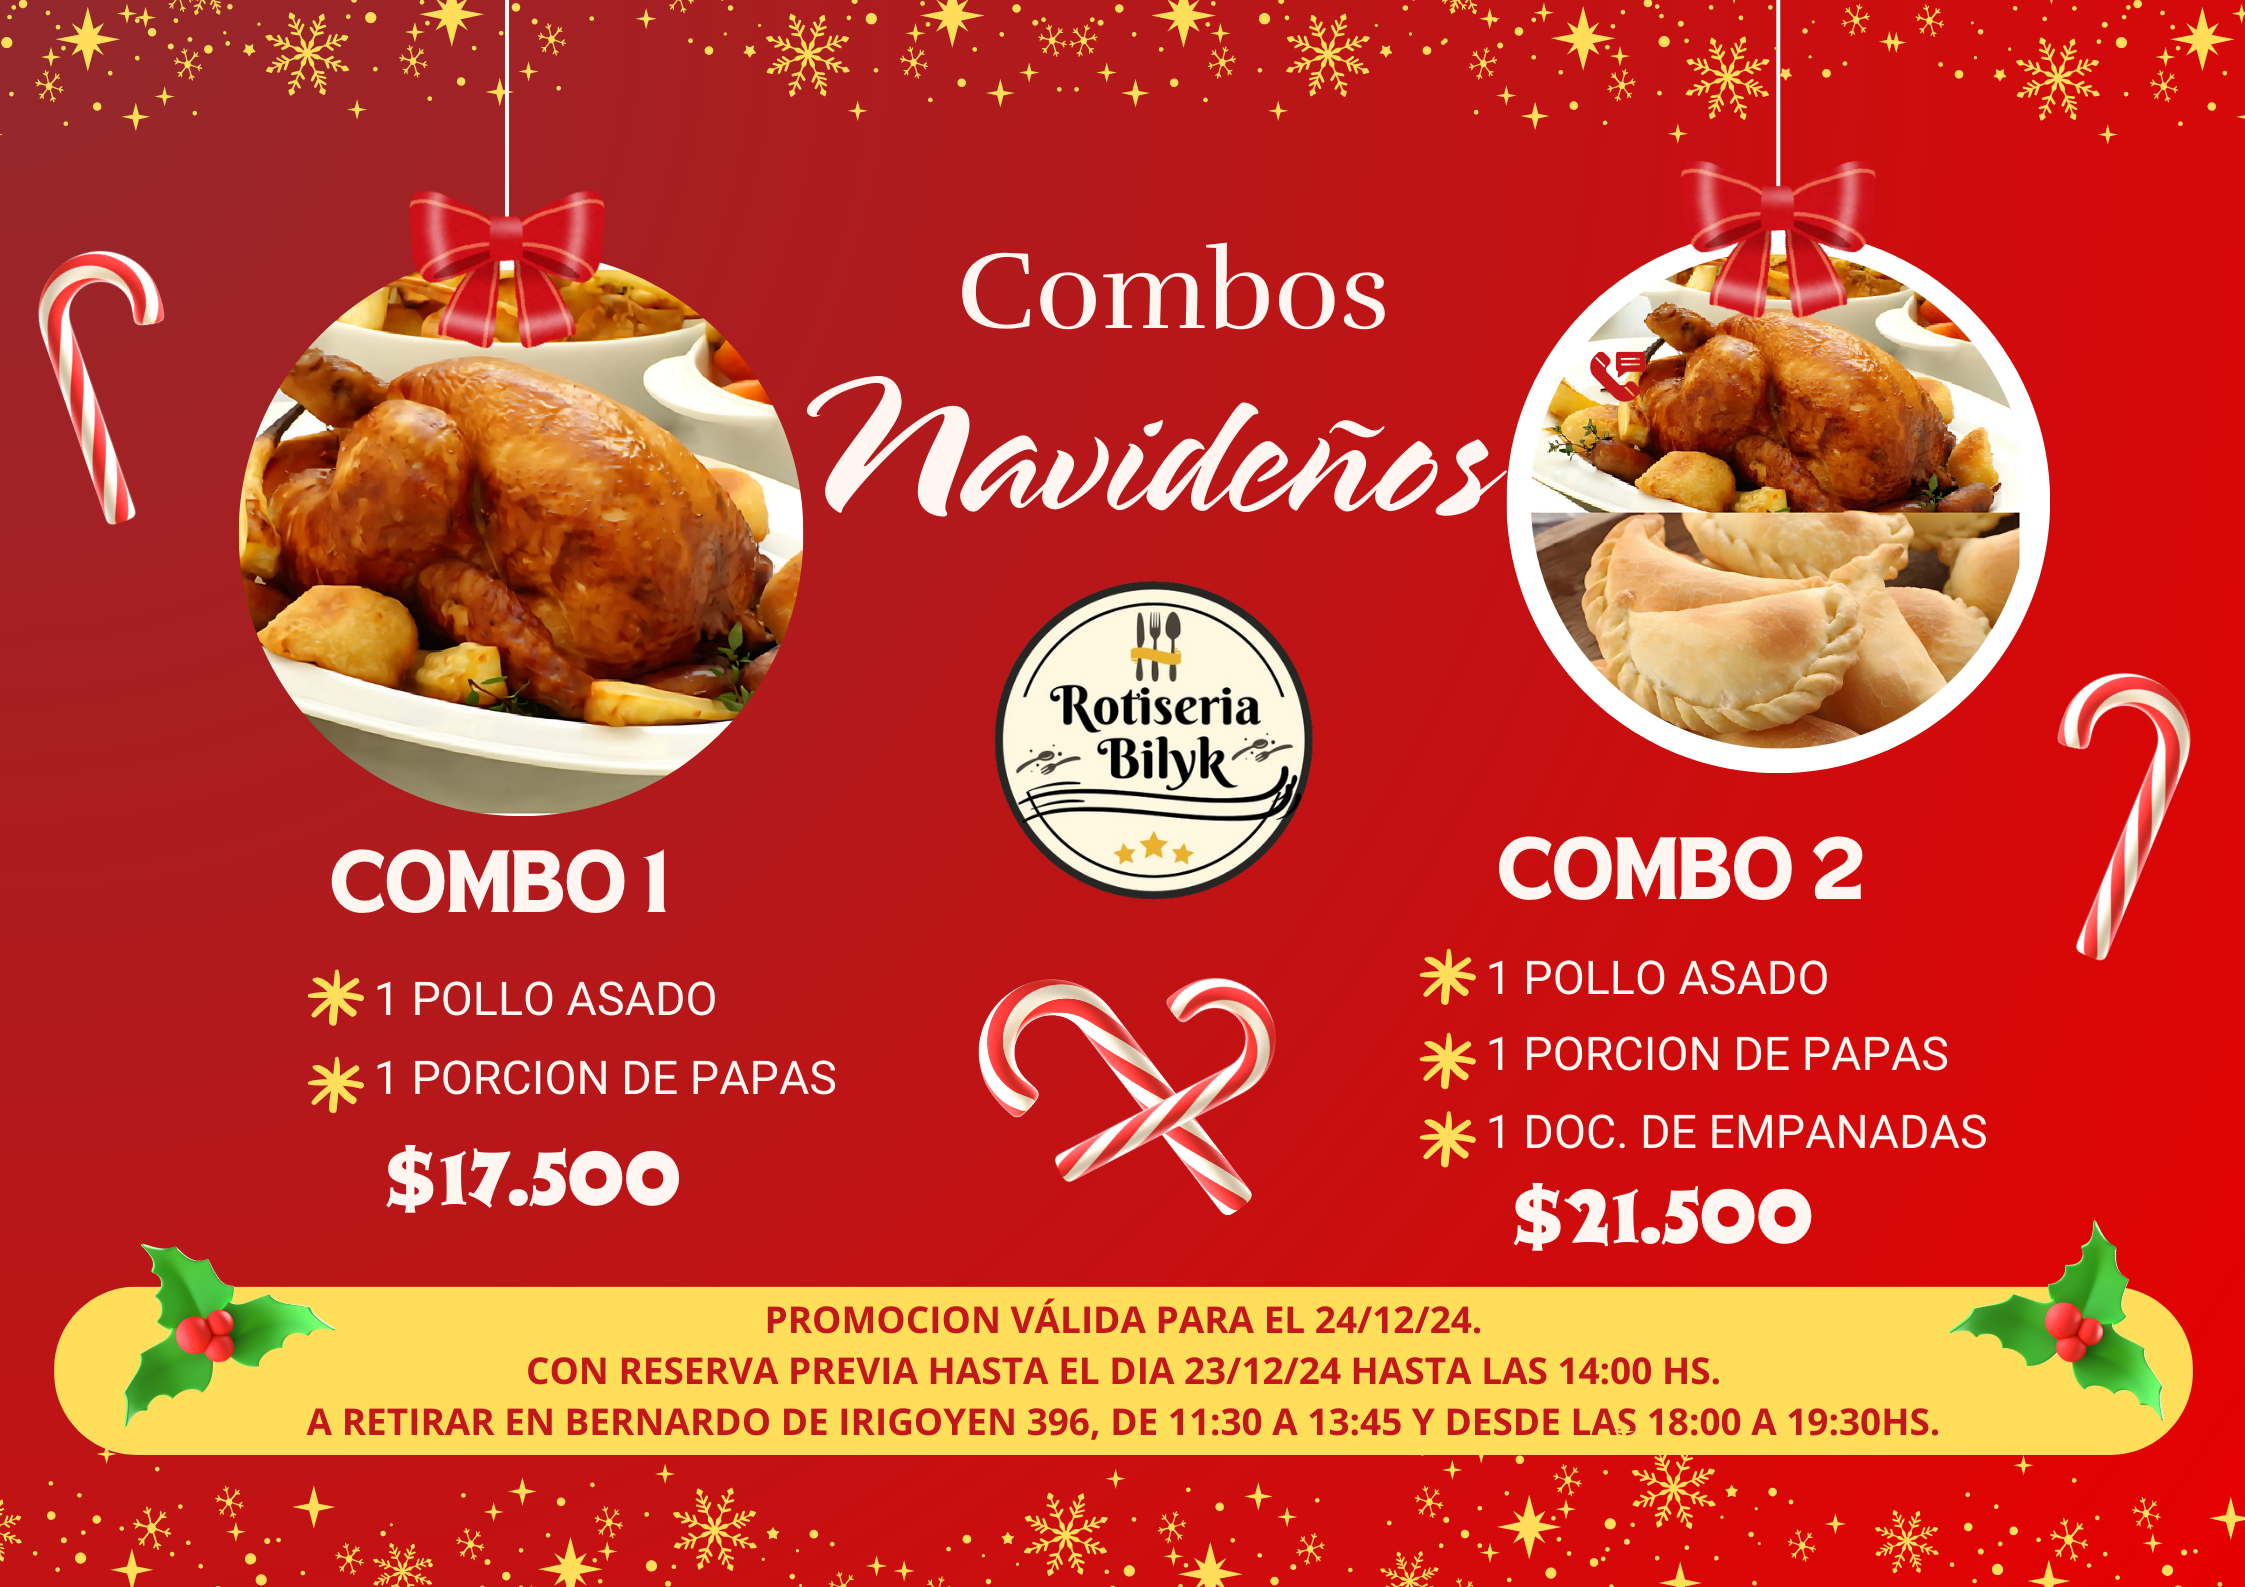 Combos
Navideños
Rotiseria
Bilyk
COMBO 1
1 POLLO ASADO
1 PORCION DE PAPAS
$17.500
COMBO 2
1 POLLO ASADO
1 PORCION DE PAPAS
1 DOC. DE EMPANADAS
$21.500
PROMOCION VÁLIDA PARA EL 24/12/24.
CON RESERVA PREVIA HASTA EL DIA 23/12/24 HASTA LAS 14:00 HS.
A RETIRAR EN BERNARDO DE IRIGOYEN 396, DE 11:30 A 13:45 Y DESDE LAS 18:00 A 19:30HS.